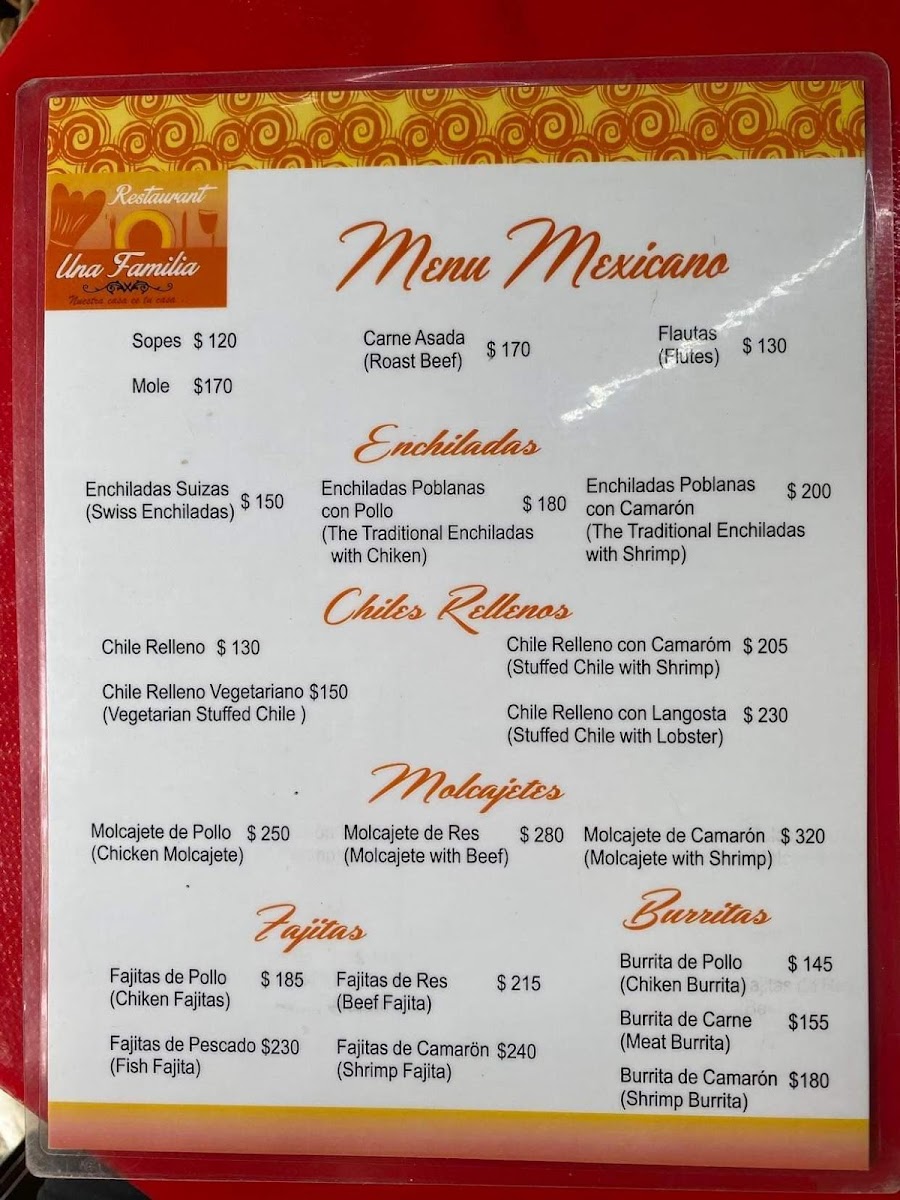 Restaurant
Una Familia
Nuestra casa es tu casa...
Menu Mexicano
Sopes $ 120
Mole $170
Carne Asada
(Roast Beef) $ 170
Flautas
(Flutes) $ 130
Enchiladas
Enchiladas Suizas
(Swiss Enchiladas) $ 150
Enchiladas Poblanas
con Pollo $ 180
(The Traditional Enchiladas
with Chiken)
Enchiladas Poblanas $ 200
con Camarón
(The Traditional Enchiladas
with Shrimp)
Chiles Rellenos
Chile Relleno $ 130
Chile Relleno Vegetariano $150
(Vegetarian Stuffed Chile )
Chile Relleno con Camaróm $ 205
(Stuffed Chile with Shrimp)
Chile Relleno con Langosta $ 230
(Stuffed Chile with Lobster)
Molcajetes
Molcajete de Pollo $ 250
(Chicken Molcajete)
Molcajete de Res $ 280
(Molcajete with Beef)
Molcajete de Camarón $ 320
(Molcajete with Shrimp)
Fajitas
Fajitas de Pollo $ 185
(Chiken Fajitas)
Fajitas de Pescado $230
(Fish Fajita)
Fajitas de Res $ 215
(Beef Fajita)
Fajitas de Camarön $240
(Shrimp Fajita)
Burritas
Burrita de Pollo $ 145
(Chiken Burrita)
Burrita de Carne $155
(Meat Burrita)
Burrita de Camarón $180
(Shrimp Burrita)